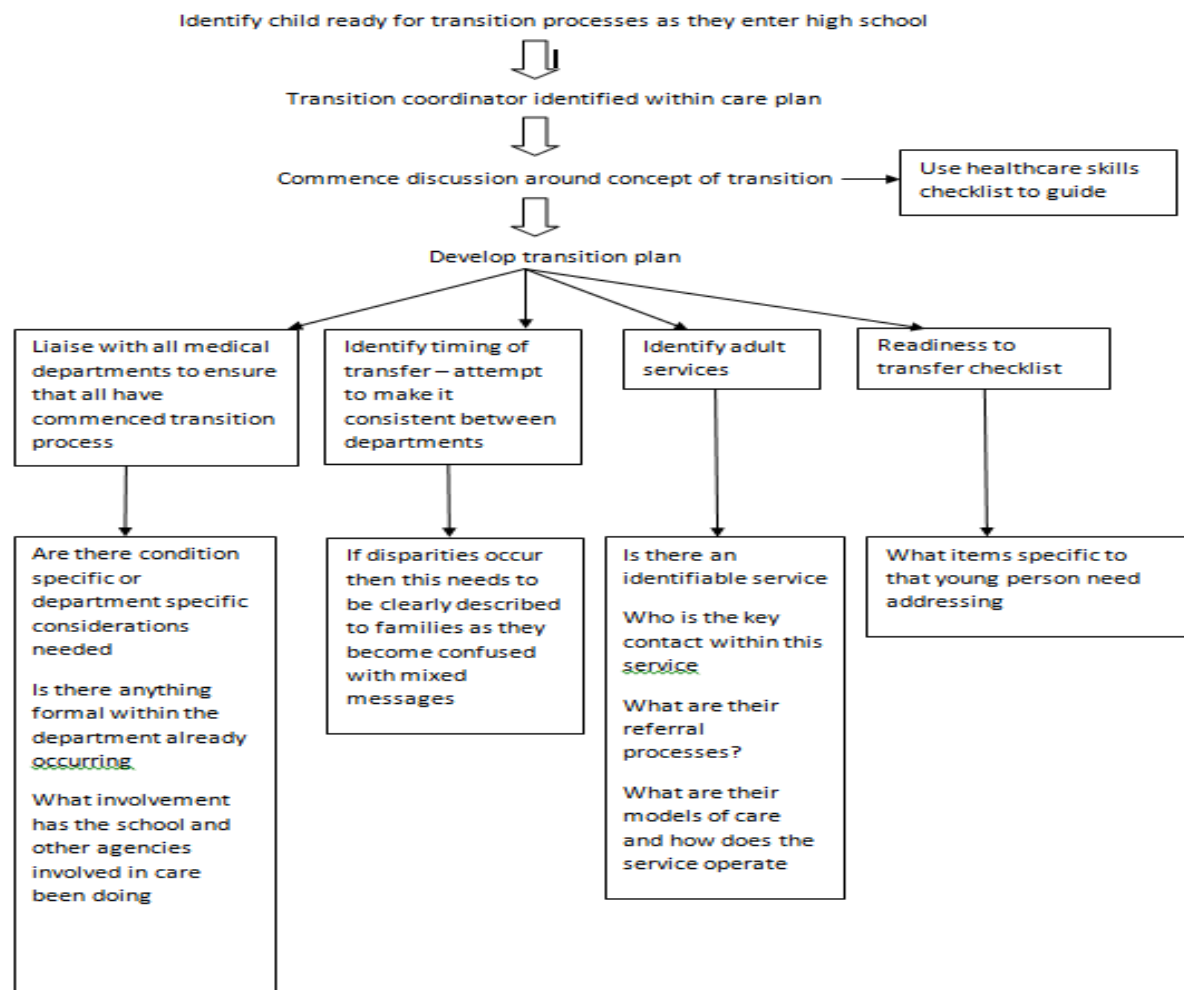 Identify child ready for transition processes as they enter high school
Transition coordinator identified within care plan
Commence discussion around concept of transition
Use healthcare skills
checklist to guide
Develop transition plan
Liaise with all medical
departments to ensure
that all have
commenced transition
process
Identify timing of
transfer – attempt
to make it
consistent between
departments
Identify adult
services
Readiness to
transfer checklist
Are there condition
specific or
department specific
considerations
needed
Is there anything
formal within the
department already
occurring
What involvement
has the school and
other agencies
involved in care
been doing
If disparities occur
then this needs to
be clearly described
to families as they
become confused
with mixed
messages
Is there an
identifiable service
Who is the key
contact within this
service
What are their
referral
processes?
What are their
models of care
and how does the
service operate
What items specific to
that young person need
addressing